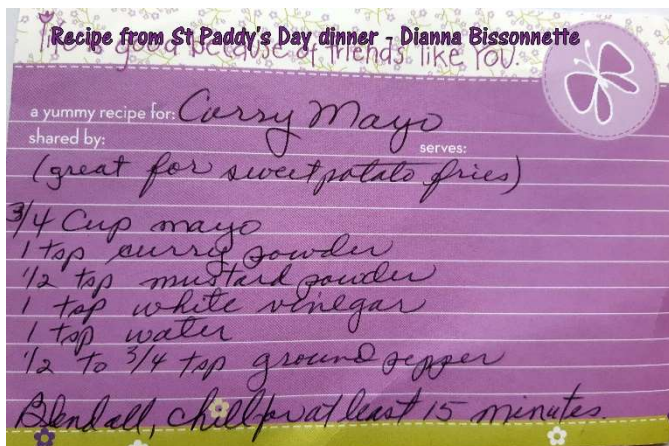 Recipe from St Paddy's Day dinner - Dianna Bissonnette
good because of friends like you.
a yummy recipe for: Curry Mayo
shared by:
serves:
(great for sweet potato fries)
3/4 Cup mayo
1 tsp curry powder
1/2 tsp mustard powder
1 tsp white vinegar
1 tsp water
1/2 to 3/4 tsp ground pepper
Blend all, chill for at least 15 minutes.